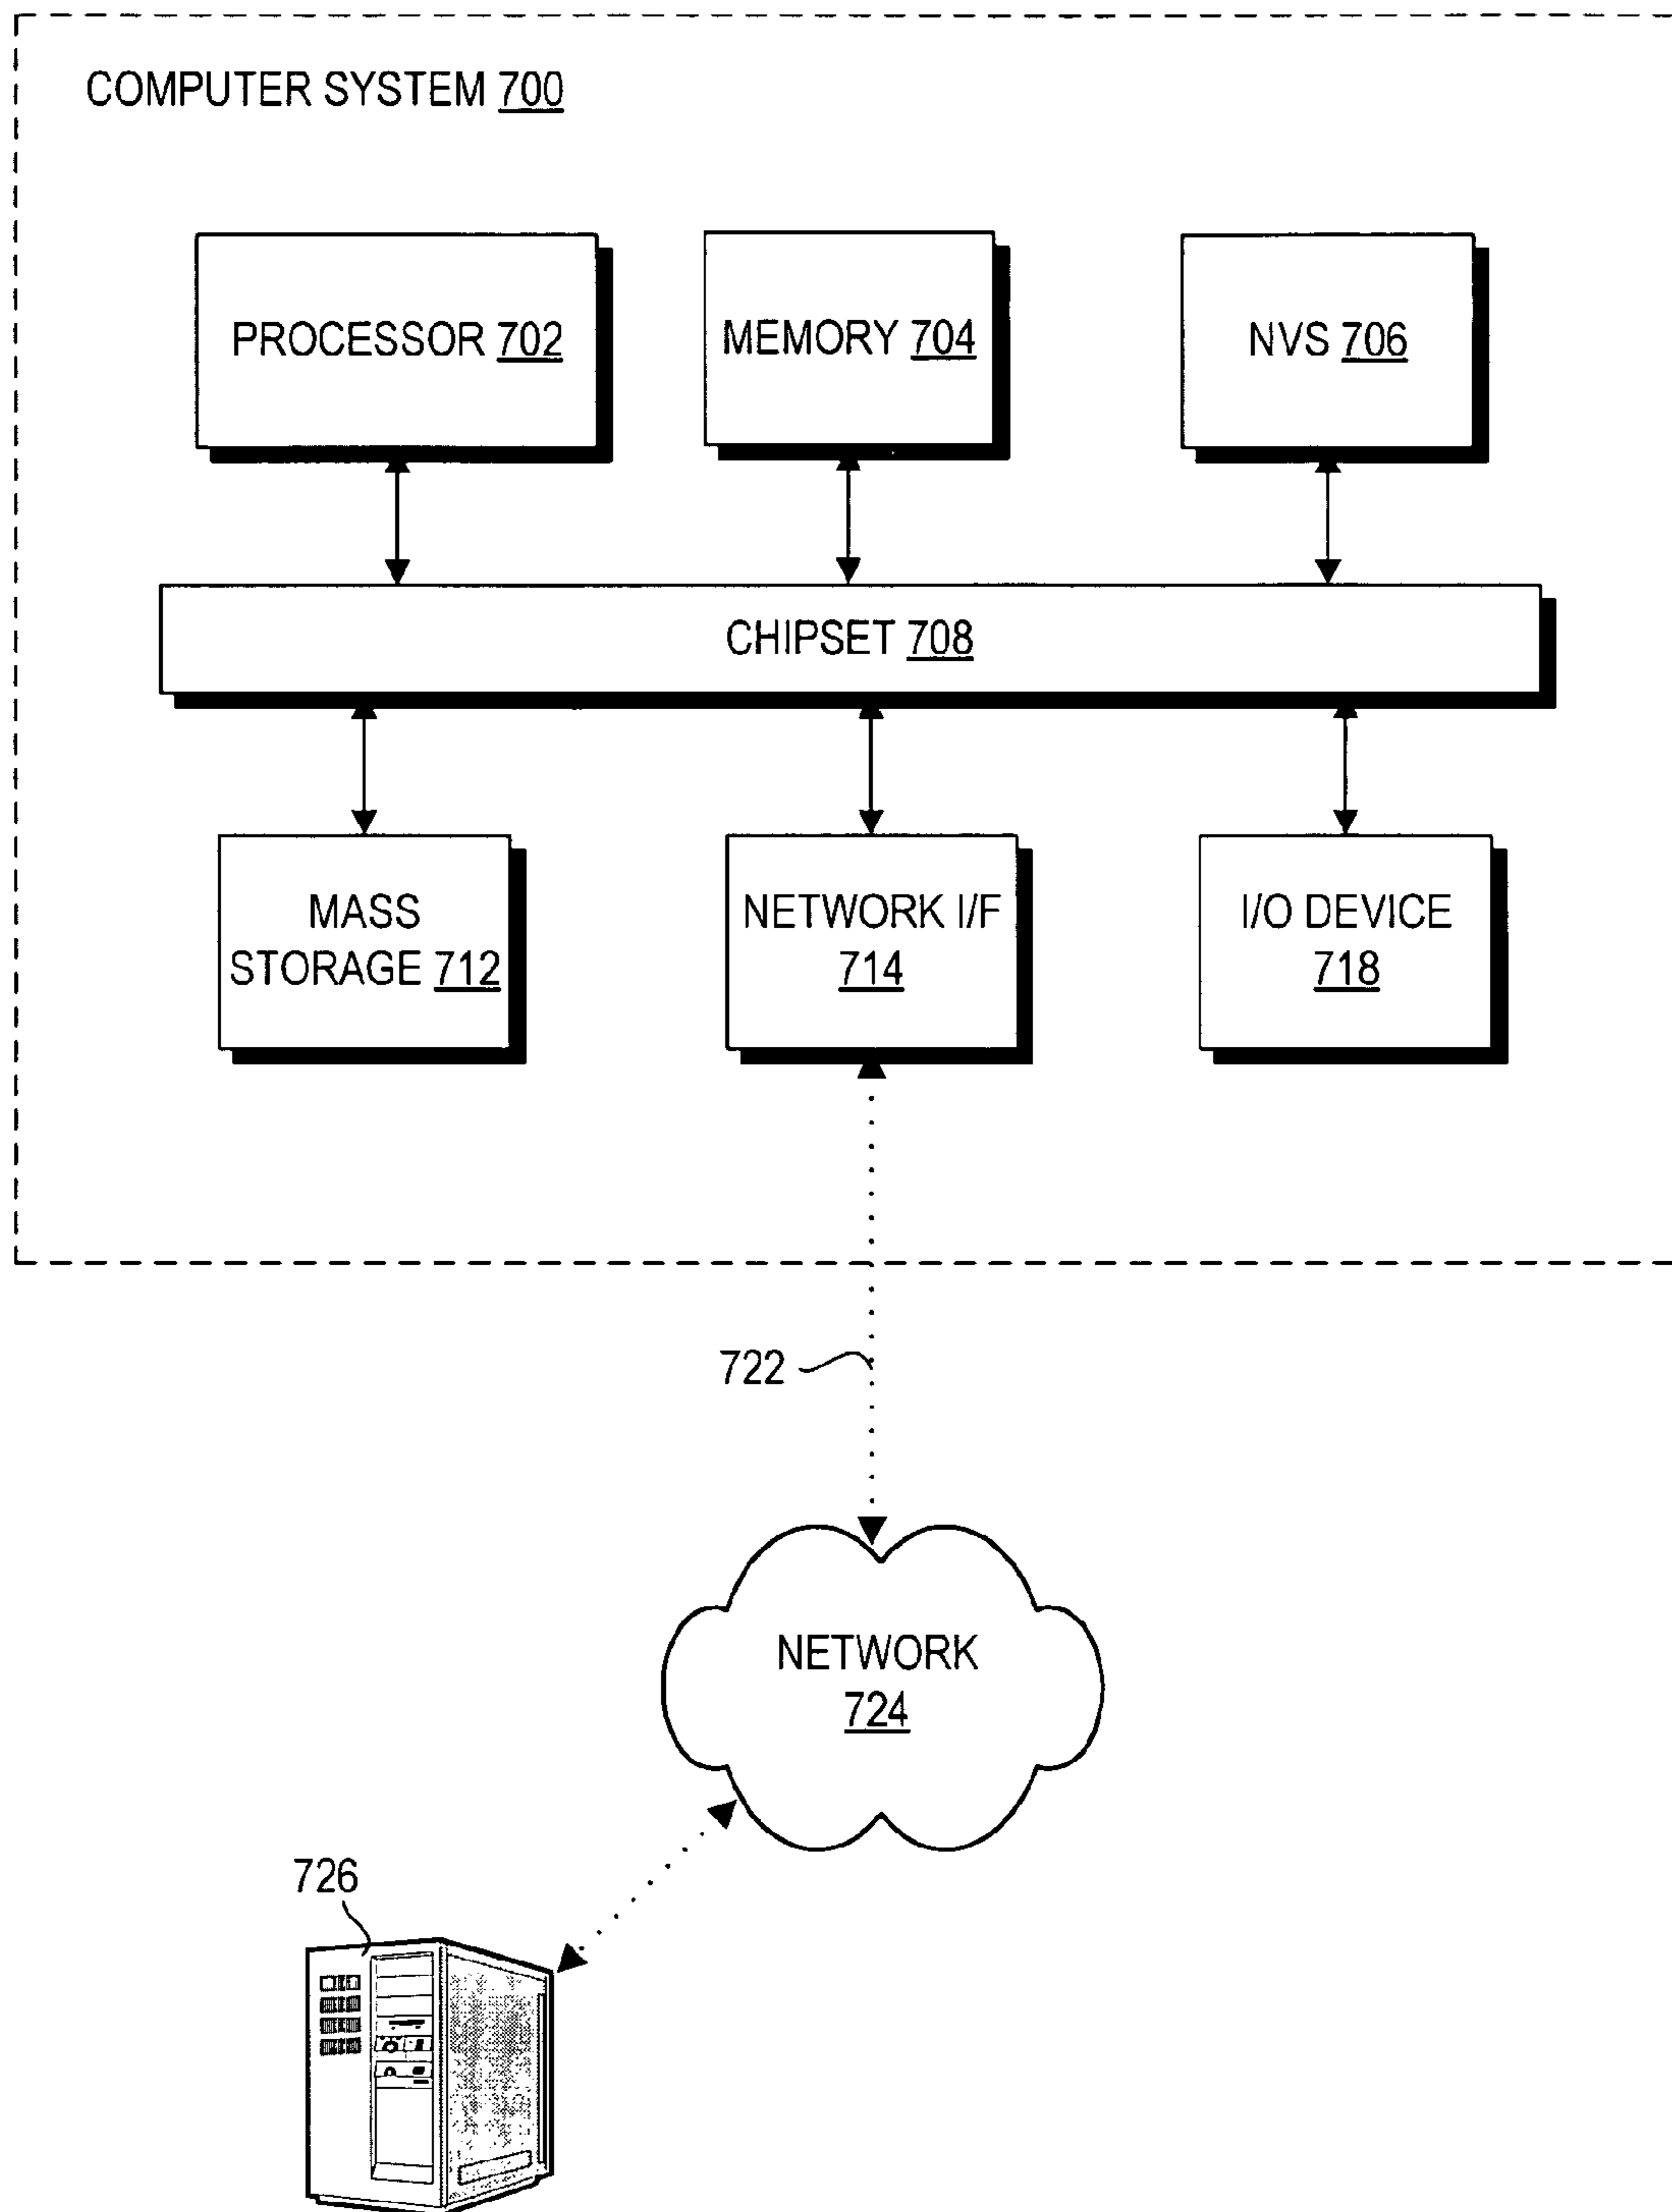 COMPUTER SYSTEM 700
PROCESSOR 702
MEMORY 704
NVS 706
CHIPSET 708
MASS
STORAGE 712
NETWORK I/F
714
I/O DEVICE
718
722
NETWORK
724
726